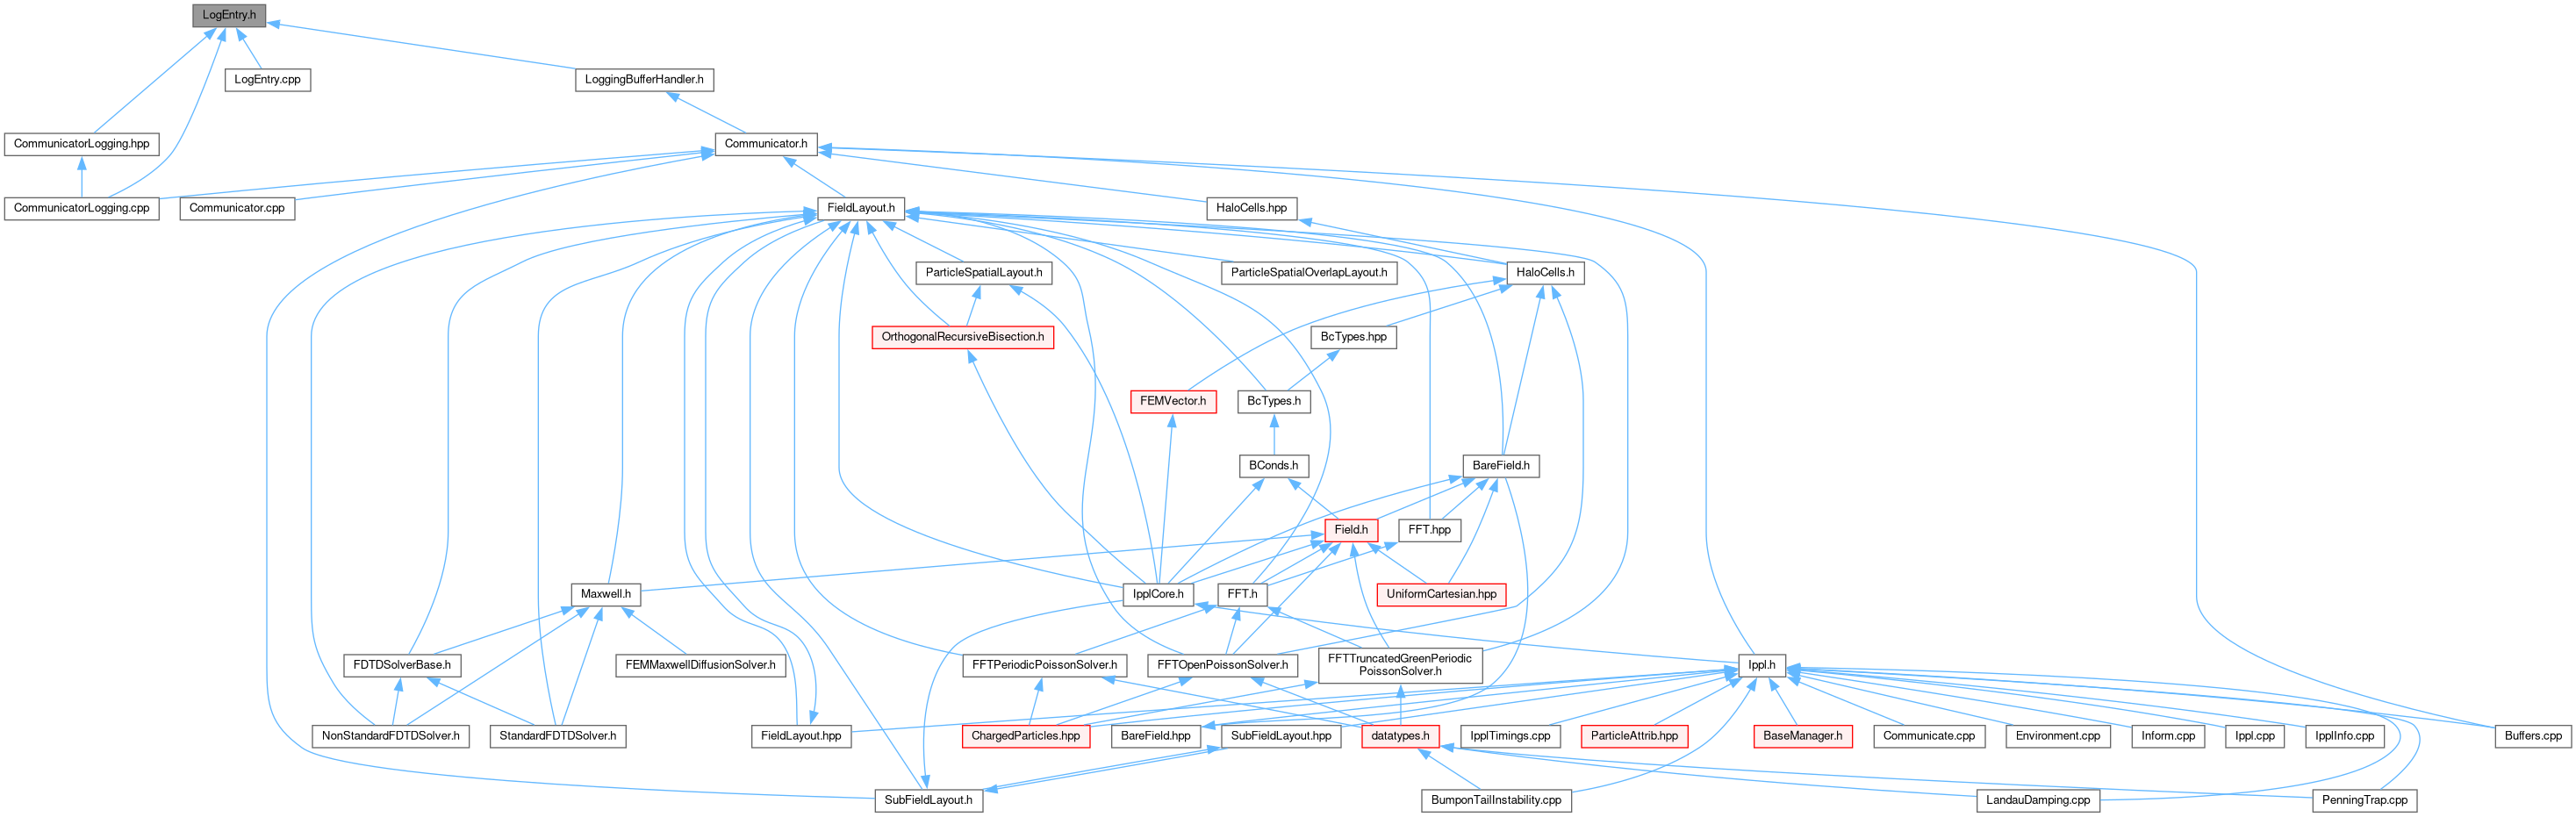 LogEntry.h
LogEntry.cpp
LoggingBufferHandler.h
CommunicatorLogging.hpp
Communicator.h
CommunicatorLogging.cpp
Communicator.cpp
FieldLayout.h
HaloCells.hpp
ParticleSpatialLayout.h
ParticleSpatialOverlapLayout.h
HaloCells.h
OrthogonalRecursiveBisection.h
BcTypes.hpp
FEMVector.h
BcTypes.h
BConds.h
BareField.h
Field.h
FFT.hpp
Maxwell.h
IpplCore.h
FFT.h
UniformCartesian.hpp
FDTDSolverBase.h
FEMMaxwellDiffusionSolver.h
FFTPeriodicPoissonSolver.h
FFTOpenPoissonSolver.h
FFTTruncatedGreenPeriodic
PoissonSolver.h
Ippl.h
NonStandardFDTDSolver.h
StandardFDTDSolver.h
FieldLayout.hpp
ChargedParticles.hpp
BareField.hpp
SubFieldLayout.hpp
datatypes.h
IpplTimings.cpp
ParticleAttrib.hpp
BaseManager.h
Communicate.cpp
Environment.cpp
Inform.cpp
Ippl.cpp
IpplInfo.cpp
Buffers.cpp
SubFieldLayout.h
BumponTailInstability.cpp
LandauDamping.cpp
PenningTrap.cpp